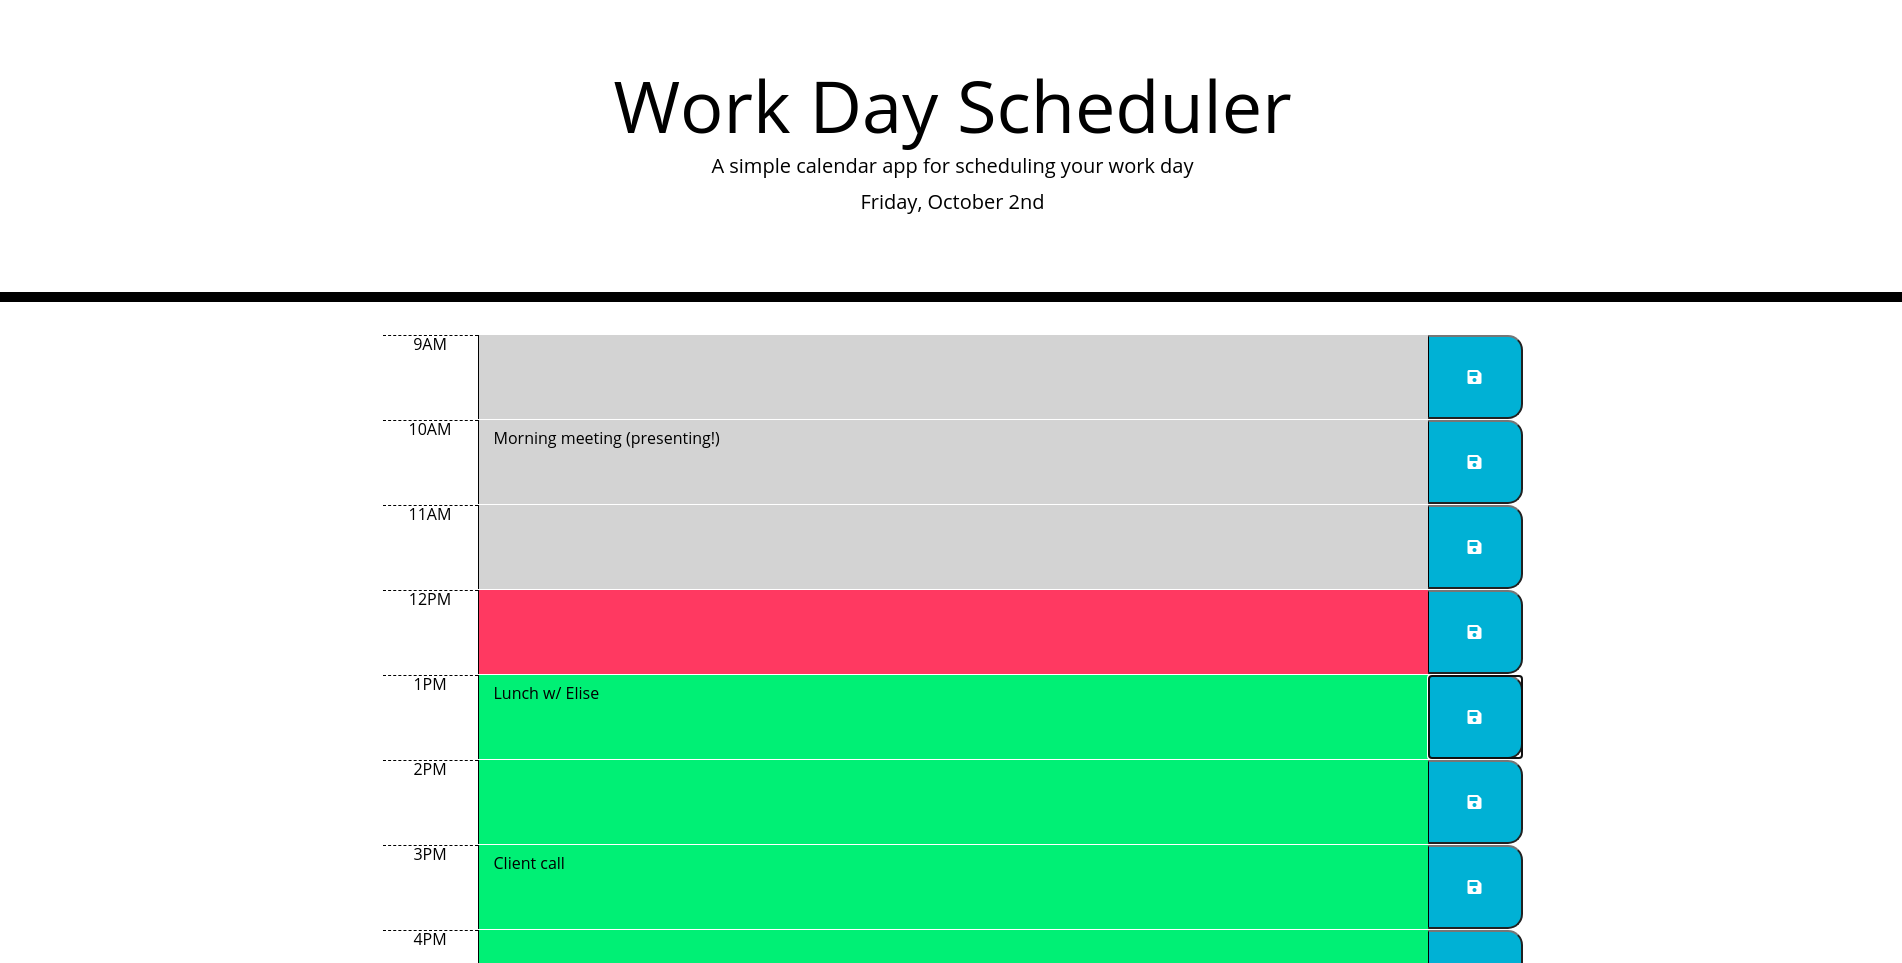 Work Day Scheduler
A simple calendar app for scheduling your work day
Friday, October 2nd
9AM
10AM
Morning meeting (presenting!)
11AM
12PM
1PM
Lunch w/ Elise
2PM
3PM
Client call
4PM